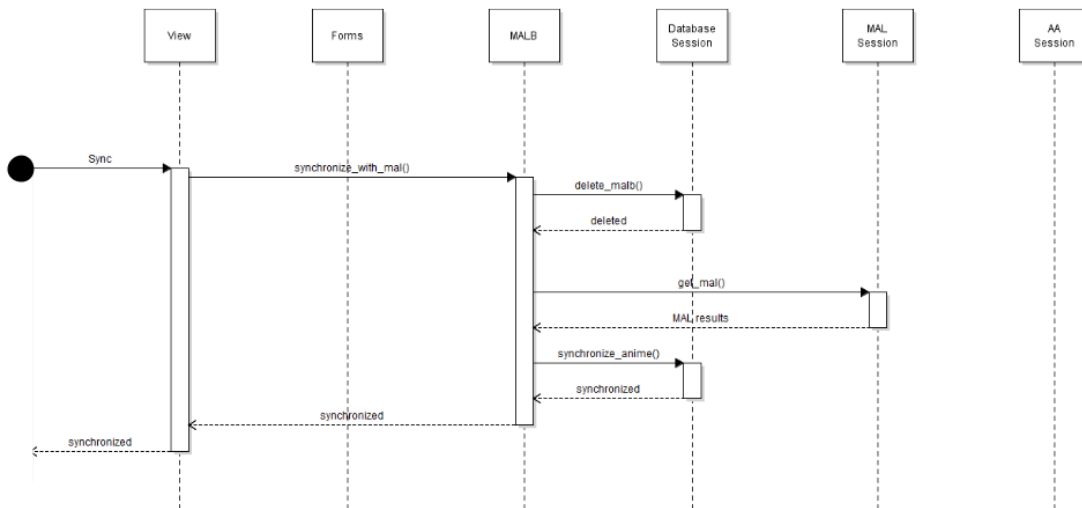 View
Forms
MALB
Database
Session
MAL
Session
AA
Session
Sync
synchronize_with_mal()
delete_malb()
deleted
get_mal()
MAL results
synchronize_anime()
synchronized
synchronized
synchronized